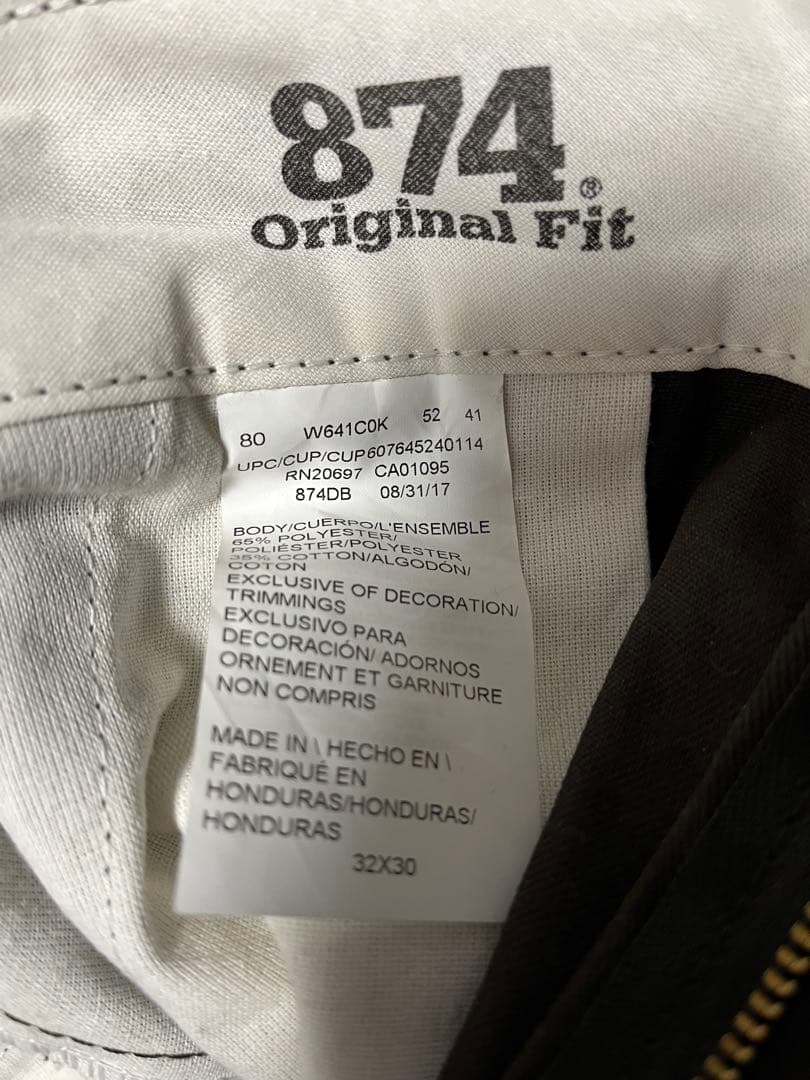 874®
Original Fit
80 W641C0K 52 41
UPC/CUP/CUP607645240114
RN20697 CA01095
874DB 08/31/17
BODY/CUERPO/L'ENSEMBLE
65% POLYESTER/
POLIÉSTER/POLYESTER
35% COTTON/ALGODÓN/
COTON
EXCLUSIVE OF DECORATION/
TRIMMINGS
EXCLUSIVO PARA
DECORACIÓN/ ADORNOS
ORNEMENT ET GARNITURE
NON COMPRIS
MADE IN \ HECHO EN \
FABRIQUÉ EN
HONDURAS/HONDURAS/
HONDURAS
32X30